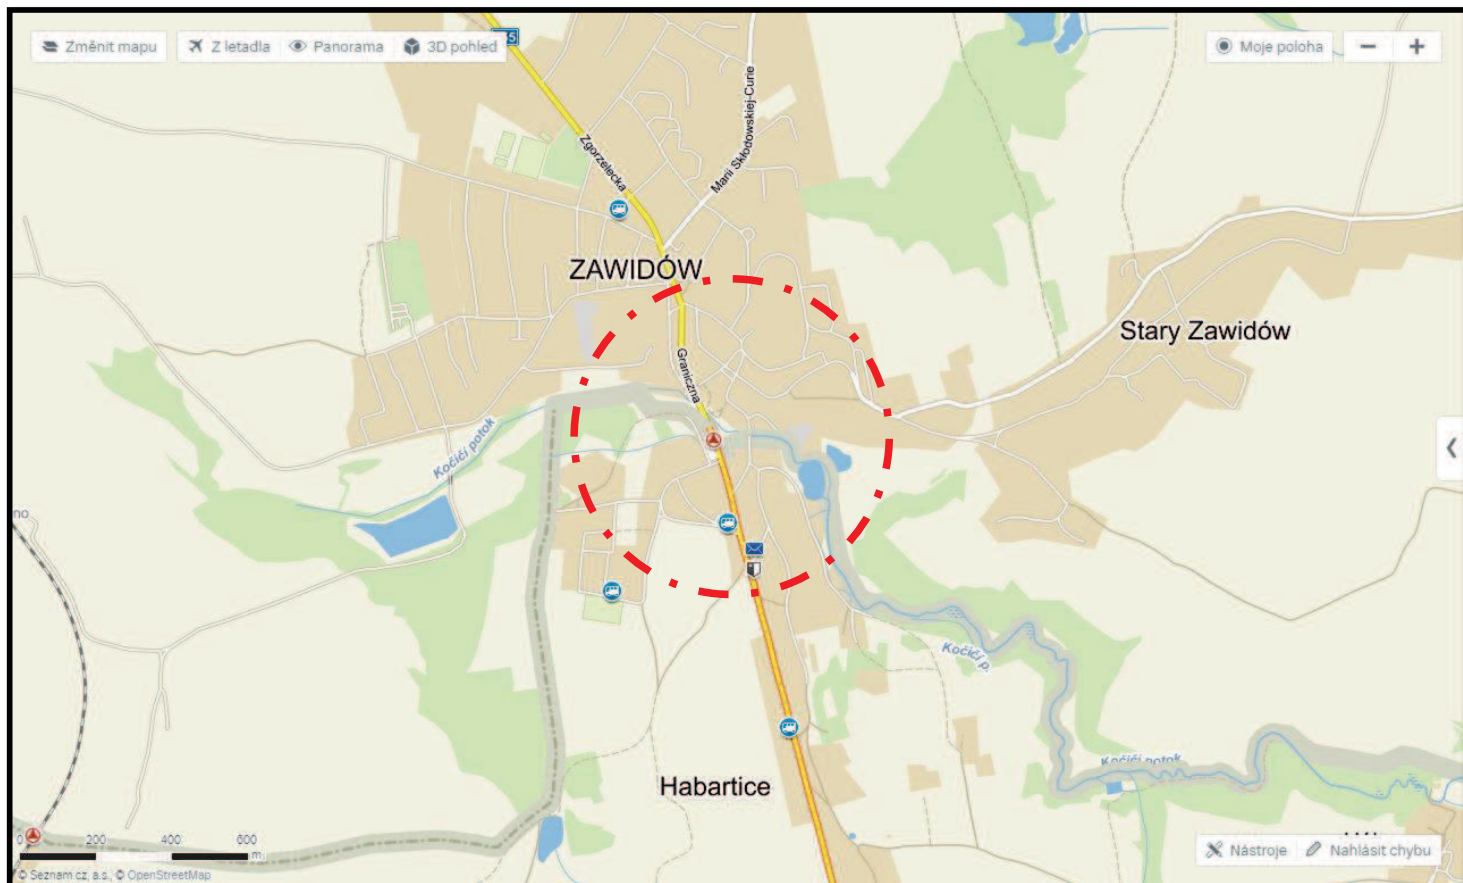 Změnit mapu
Z letadla
Panorama
3D pohled
Moje poloha
Zgorzelecka
Marii Skłodowskiej-Curie
ZAWIDÓW
Stary Zawidów
Graniczna
Kočičí potok
no
Kočičí p.
Kočičí potok
Habartice
0 200 400 600
m
Nástroje
Nahlásit chybu
© Seznam.cz, a.s., © OpenStreetMap